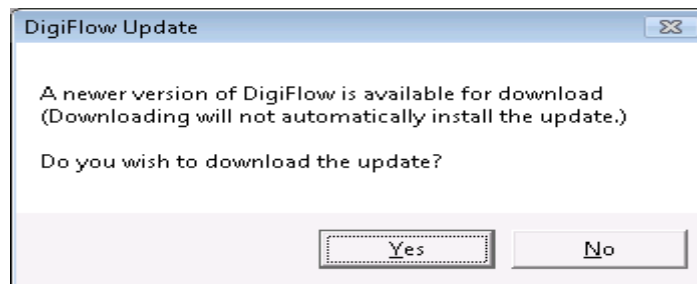 DigiFlow Update
A newer version of DigiFlow is available for download
(Downloading will not automatically install the update.)
Do you wish to download the update?
Yes No